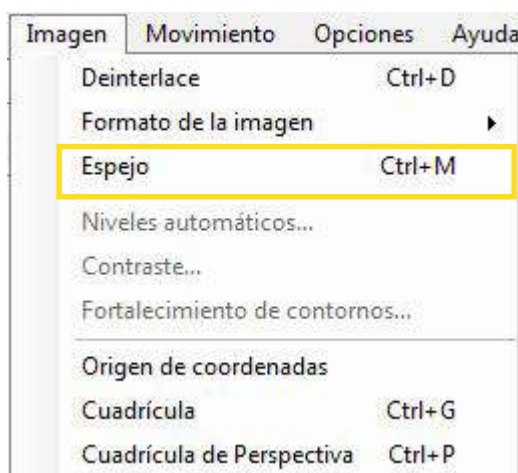 Imagen Movimiento Opciones Ayuda
Deinterlace Ctrl+D
Formato de la imagen
Espejo Ctrl+M
Niveles automáticos...
Contraste...
Fortalecimiento de contornos...
Origen de coordenadas
Cuadrícula Ctrl+G
Cuadrícula de Perspectiva Ctrl+P